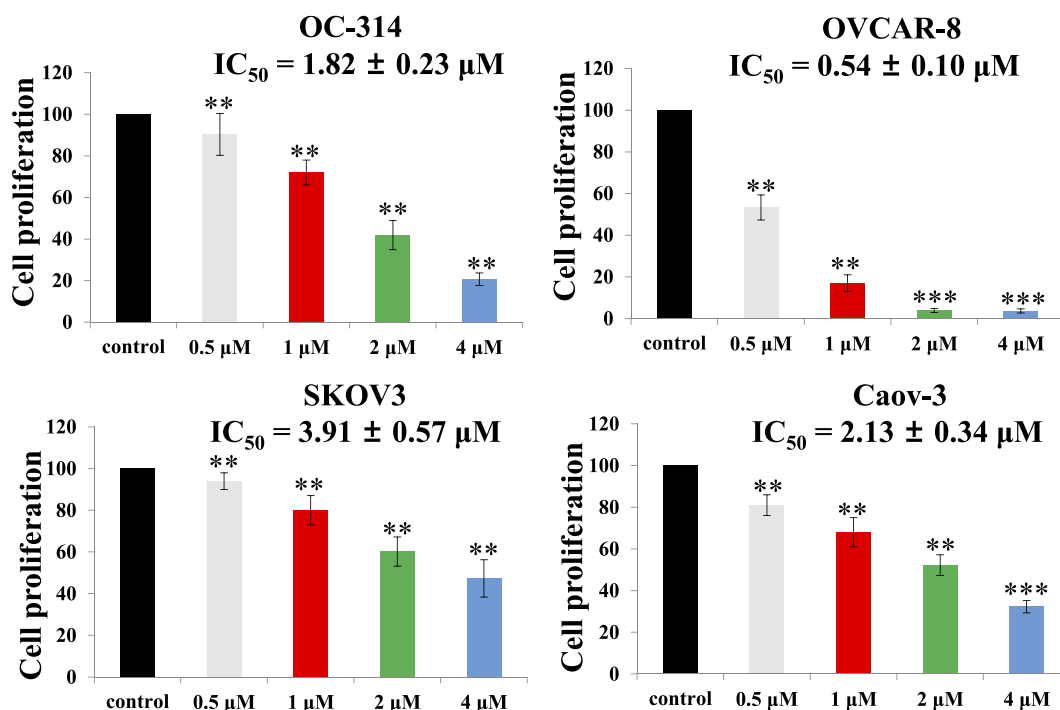 OC-314
IC50 = 1.82 ± 0.23 µM
Cell proliferation
120
100
80
60
40
20
0
**
**
**
**
control 0.5 µM 1 µM 2 µM 4 µM
OVCAR-8
IC50 = 0.54 ± 0.10 µM
Cell proliferation
120
100
80
60
40
20
0
**
**
***
***
control 0.5 µM 1 µM 2 µM 4 µM
SKOV3
IC50 = 3.91 ± 0.57 µM
Cell proliferation
120
100
80
60
40
20
0
**
**
**
**
control 0.5 µM 1 µM 2 µM 4 µM
Caov-3
IC50 = 2.13 ± 0.34 µM
Cell proliferation
120
100
80
60
40
20
0
**
**
**
***
control 0.5 µM 1 µM 2 µM 4 µM